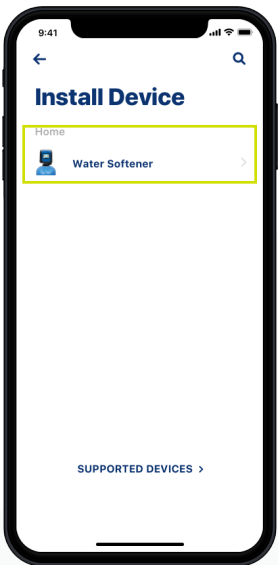 9:41
Install Device
Home
Water Softener
SUPPORTED DEVICES